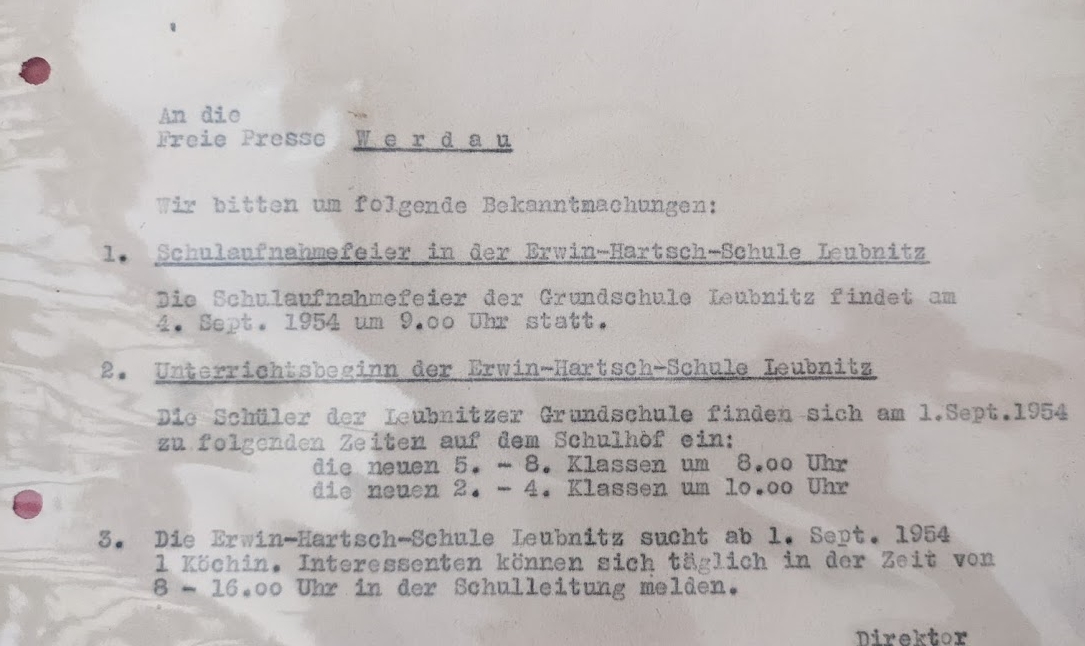 An die
Freie Presse W e r d a u
Wir bitten um folgende Bekanntmachungen:
1. Schulaufnahmefeier in der Erwin-Hartsch-Schule Leubnitz
Die Schulaufnahmefeier der Grundschule Leubnitz findet am
4. Sept. 1954 um 9.oo Uhr statt.
2. Unterrichtsbeginn der Erwin-Hartsch-Schule Leubnitz
Die Schüler der Leubnitzer Grundschule finden sich am 1.Sept.1954
zu folgenden Zeiten auf dem Schulhof ein:
die neuen 5. - 8. Klassen um 8.oo Uhr
die neuen 2. - 4. Klassen um lo.oo Uhr
3. Die Erwin-Hartsch-Schule Leubnitz sucht ab 1. Sept. 1954
1 Köchin. Interessenten können sich täglich in der Zeit von
8 - 16.oo Uhr in der Schulleitung melden.
Direktor